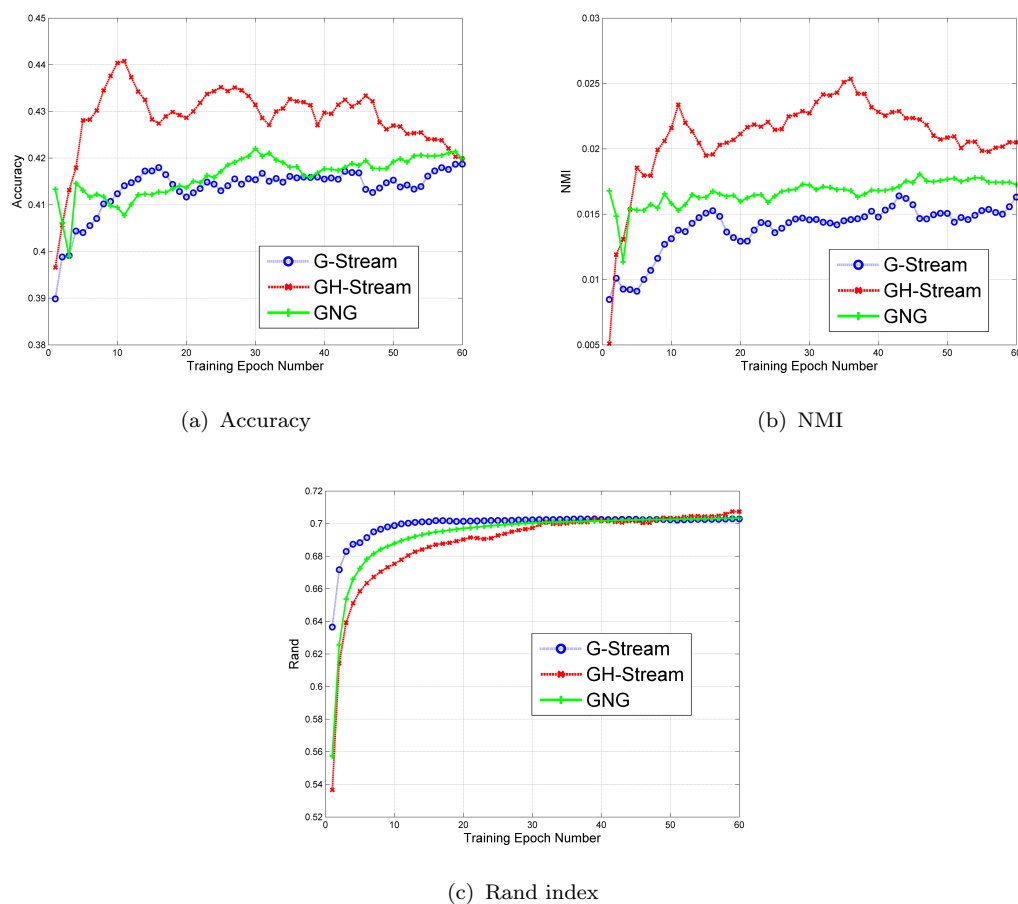 0.45
0.44
0.43
0.42
0.41
0.4
0.39
0.38
Accuracy
0 10 20 30 40 50 60
Training Epoch Number
G-Stream
GH-Stream
GNG
(a) Accuracy
0.03
0.025
0.02
0.015
0.01
0.005
NMI
0 10 20 30 40 50 60
Training Epoch Number
G-Stream
GH-Stream
GNG
(b) NMI
0.72
0.7
0.68
0.66
0.64
0.62
0.6
0.58
0.56
0.54
0.52
Rand
0 10 20 30 40 50 60
Training Epoch Number
G-Stream
GH-Stream
GNG
(c) Rand index